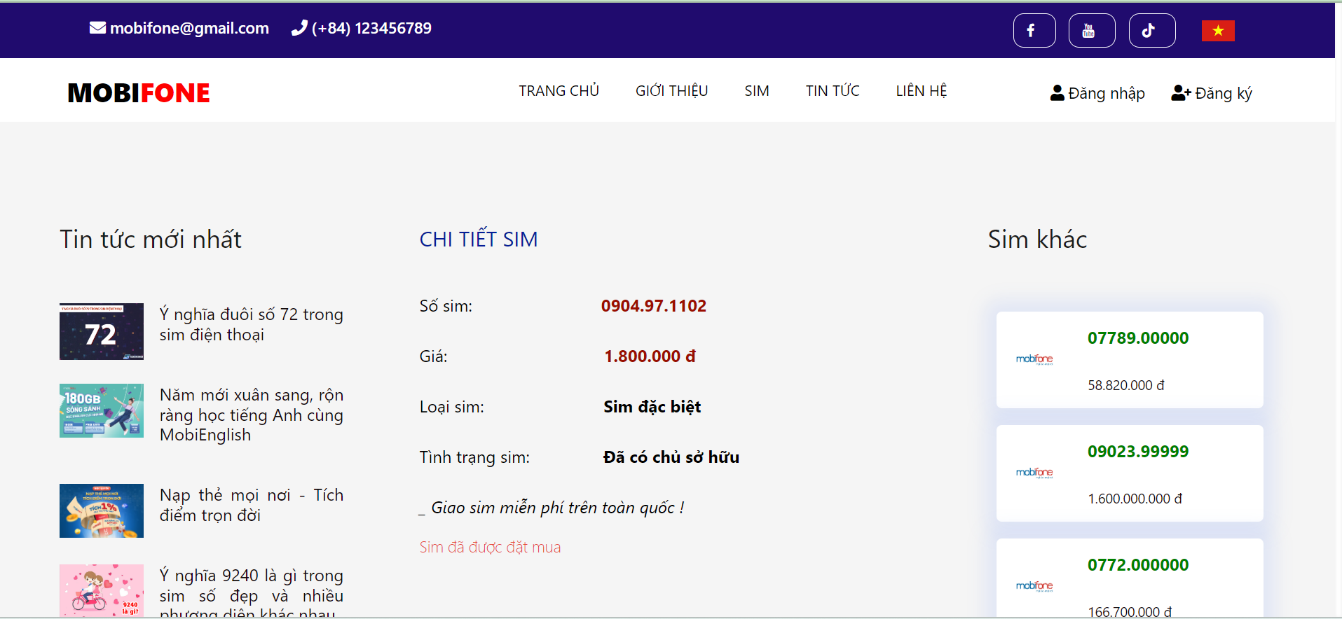 mobifone@gmail.com (+84) 123456789
MOBIFONE
TRANG CHỦ GIỚI THIỆU SIM TIN TỨC LIÊN HỆ
Đăng nhập Đăng ký
Tin tức mới nhất
72
Ý nghĩa đuôi số 72 trong
sim điện thoại
180GB
Năm mới xuân sang, rộn
ràng học tiếng Anh cùng
MobiEnglish
Nạp thẻ mọi nơi - Tích
điểm trọn đời
9240
là gì?
Ý nghĩa 9240 là gì trong
sim số đẹp và nhiều
phương diện khác nhau
CHI TIẾT SIM
Số sim: 0904.97.1102
Giá: 1.800.000 đ
Loại sim: Sim đặc biệt
Tình trạng sim: Đã có chủ sở hữu
_ Giao sim miễn phí trên toàn quốc !
Sim đã được đặt mua
Sim khác
mobifone
07789.00000
58.820.000 đ
mobifone
09023.99999
1.600.000.000 đ
mobifone
0772.000000
166.700.000 đ